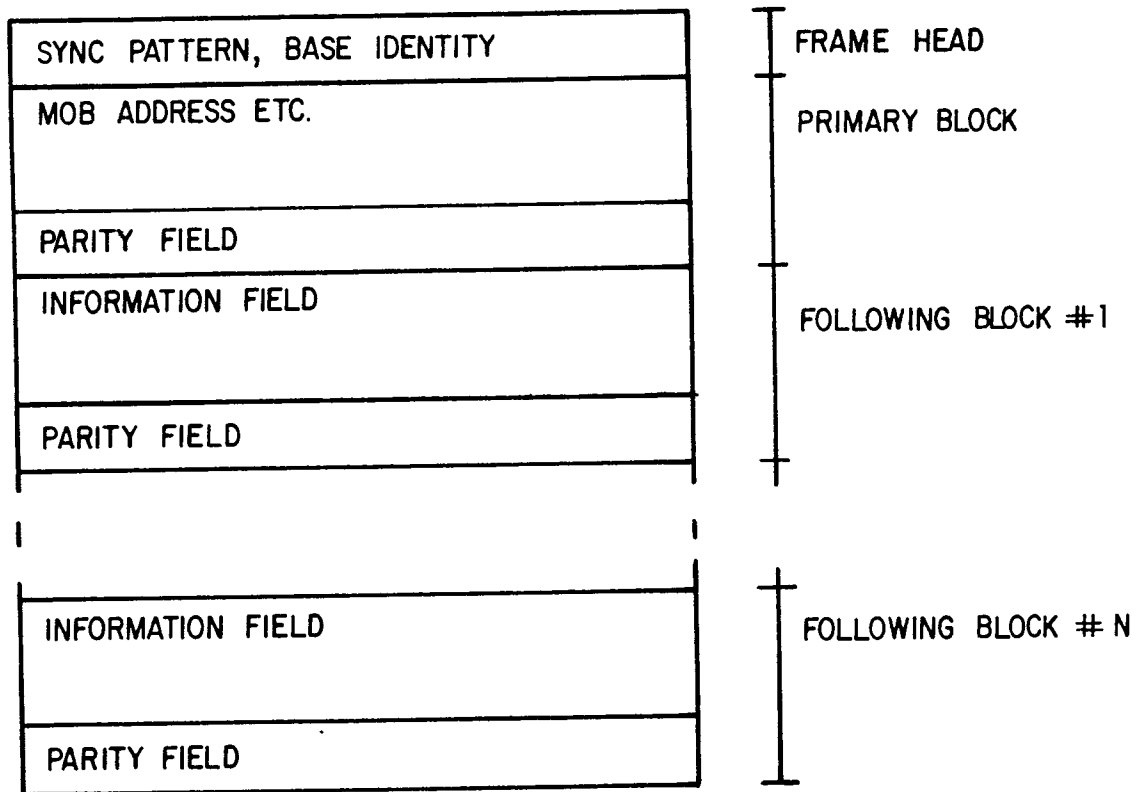 SYNC PATTERN, BASE IDENTITY
FRAME HEAD
MOB ADDRESS ETC.
PRIMARY BLOCK
PARITY FIELD
INFORMATION FIELD
FOLLOWING BLOCK #1
PARITY FIELD
INFORMATION FIELD
FOLLOWING BLOCK # N
PARITY FIELD